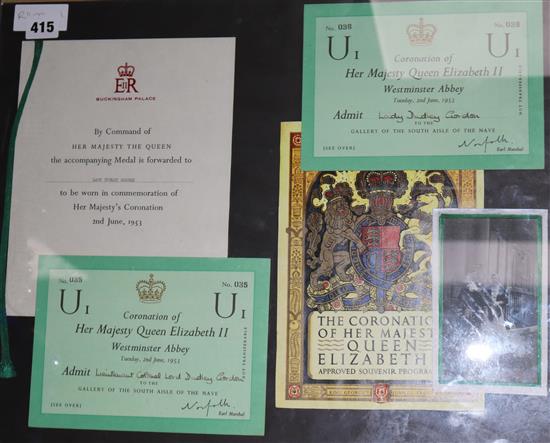 415
E II R
BUCKINGHAM PALACE
By Command of
HER MAJESTY THE QUEEN
the accompanying Medal is forwarded to
to be worn in commemoration of
Her Majesty's Coronation
2nd June, 1953
No. 038
U1 U1
Coronation of
Her Majesty Queen Elizabeth II
Westminster Abbey
Tuesday, 2nd June, 1953
Admit Lady Dudley Gordon
TO THE
GALLERY OF THE SOUTH AISLE OF THE NAVE
NOT TRANSFERABLE
[SEE OVER] Norfolk
Earl Marshal
THE CORONATION
OF HER MAJESTY
QUEEN
ELIZABETH
APPROVED SOUVENIR PROGRAM
No. 038
U1 U1
Coronation of
Her Majesty Queen Elizabeth II
Westminster Abbey
Tuesday, 2nd June, 1953
Admit Lieutenant Colonel Lord Dudley Gordon
TO THE
GALLERY OF THE SOUTH AISLE OF THE NAVE
NOT TRANSFERABLE
[SEE OVER] Norfolk
Earl Marshal